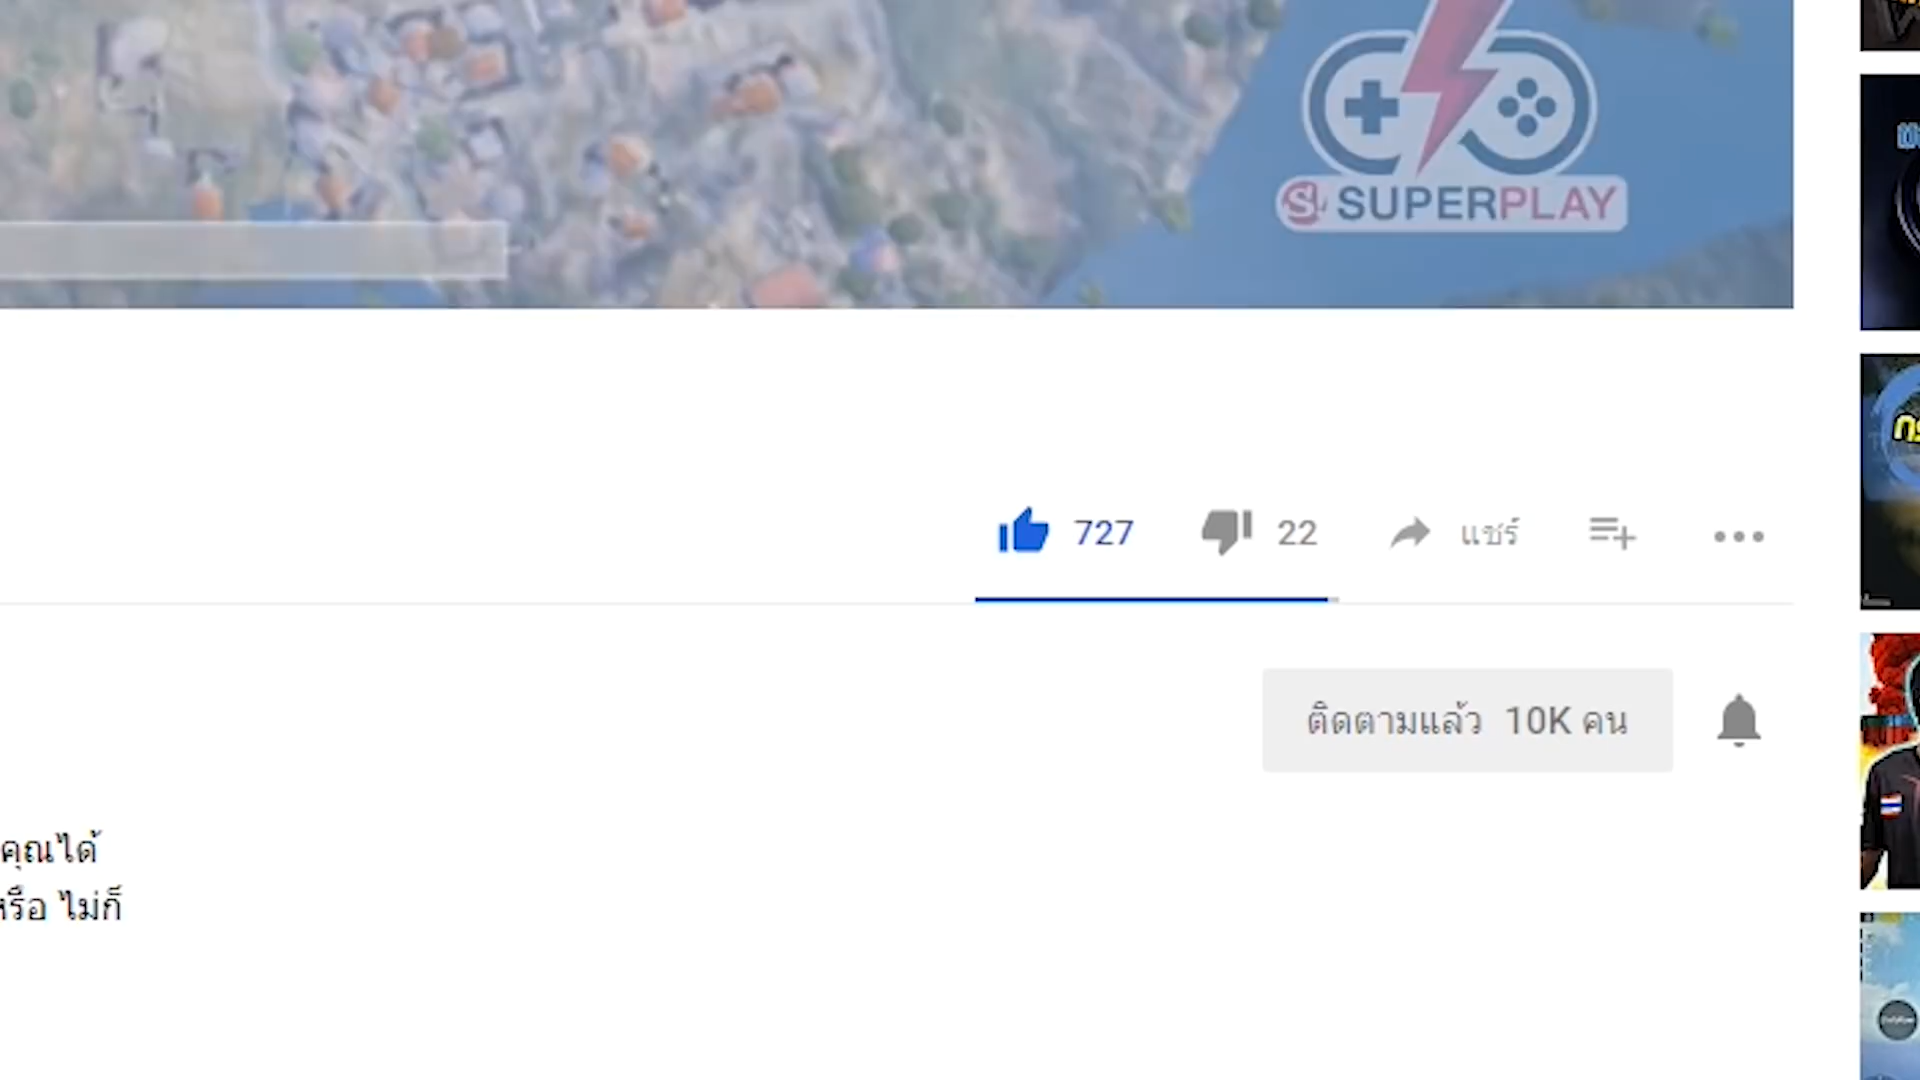 SUPERPLAY
727 22 แชร์
ติดตามแล้ว 10K คน
คุณได้
หรือ ไม่ก็